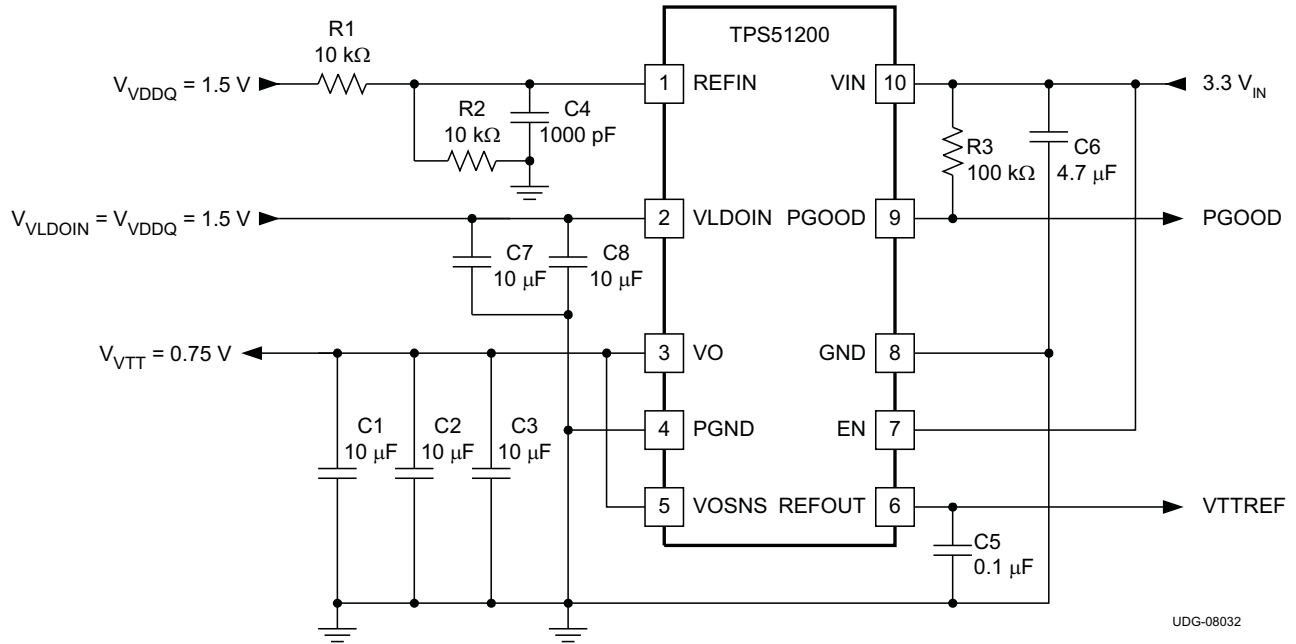 TPS51200
R1
10 kΩ
V_VDDQ = 1.5 V
1 REFIN
VIN 10
3.3 V_IN
R2
10 kΩ
C4
1000 pF
R3
100 kΩ
C6
4.7 μF
V_VLDOIN = V_VDDQ = 1.5 V
2 VLDOIN
PGOOD 9
PGOOD
C7
10 μF
C8
10 μF
V_VTT = 0.75 V
3 VO
GND 8
C1
10 μF
C2
10 μF
C3
10 μF
4 PGND
EN 7
5 VOSNS
REFOUT 6
VTTREF
C5
0.1 μF
UDG-08032